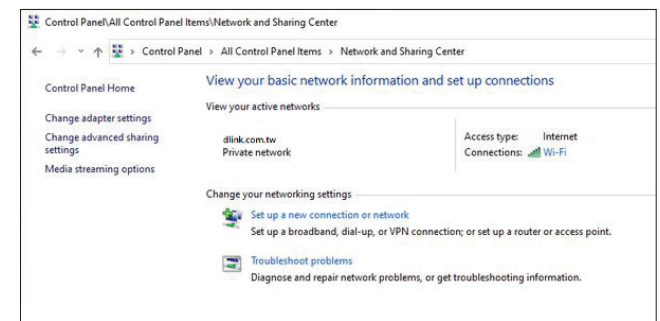 Control Panel\All Control Panel Items\Network and Sharing Center
Control Panel > All Control Panel Items > Network and Sharing Center
Control Panel Home
Change adapter settings
Change advanced sharing
settings
Media streaming options
View your basic network information and set up connections
View your active networks
dlink.com.tw
Private network
Access type: Internet
Connections: Wi-Fi
Change your networking settings
Set up a new connection or network
Set up a broadband, dial-up, or VPN connection; or set up a router or access point.
Troubleshoot problems
Diagnose and repair network problems, or get troubleshooting information.